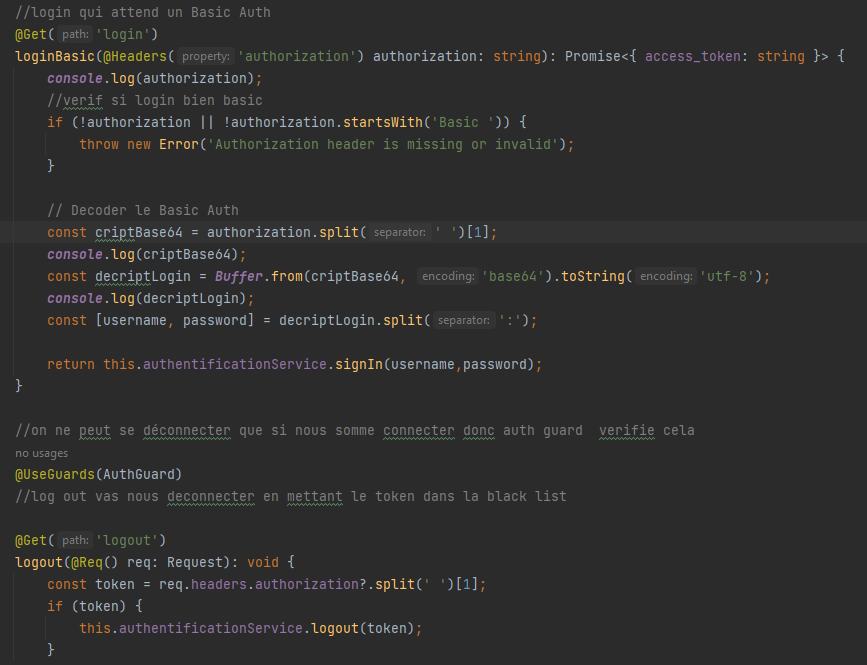 //login qui attend un Basic Auth
@Get( path: 'login')
loginBasic(@Headers( property: 'authorization') authorization: string): Promise<{ access_token: string }> {
console.log(authorization);
//verif si login bien basic
if (!authorization || !authorization.startsWith('Basic ')) {
throw new Error('Authorization header is missing or invalid');
}
// Decoder le Basic Auth
const criptBase64 = authorization.split( separator: ' ')[1];
console.log(criptBase64);
const decriptLogin = Buffer.from(criptBase64, encoding: 'base64').toString( encoding: 'utf-8');
console.log(decriptLogin);
const [username, password] = decriptLogin.split( separator: ':');
return this.authentificationService.signIn(username,password);
}
//on ne peut se déconnecter que si nous somme connecter donc auth guard  verifie cela
no usages
@UseGuards(AuthGuard)
//log out vas nous deconnecter en mettant le token dans la black list
@Get( path: 'logout')
logout(@Req() req: Request): void {
const token = req.headers.authorization?.split(' ')[1];
if (token) {
this.authentificationService.logout(token);
}